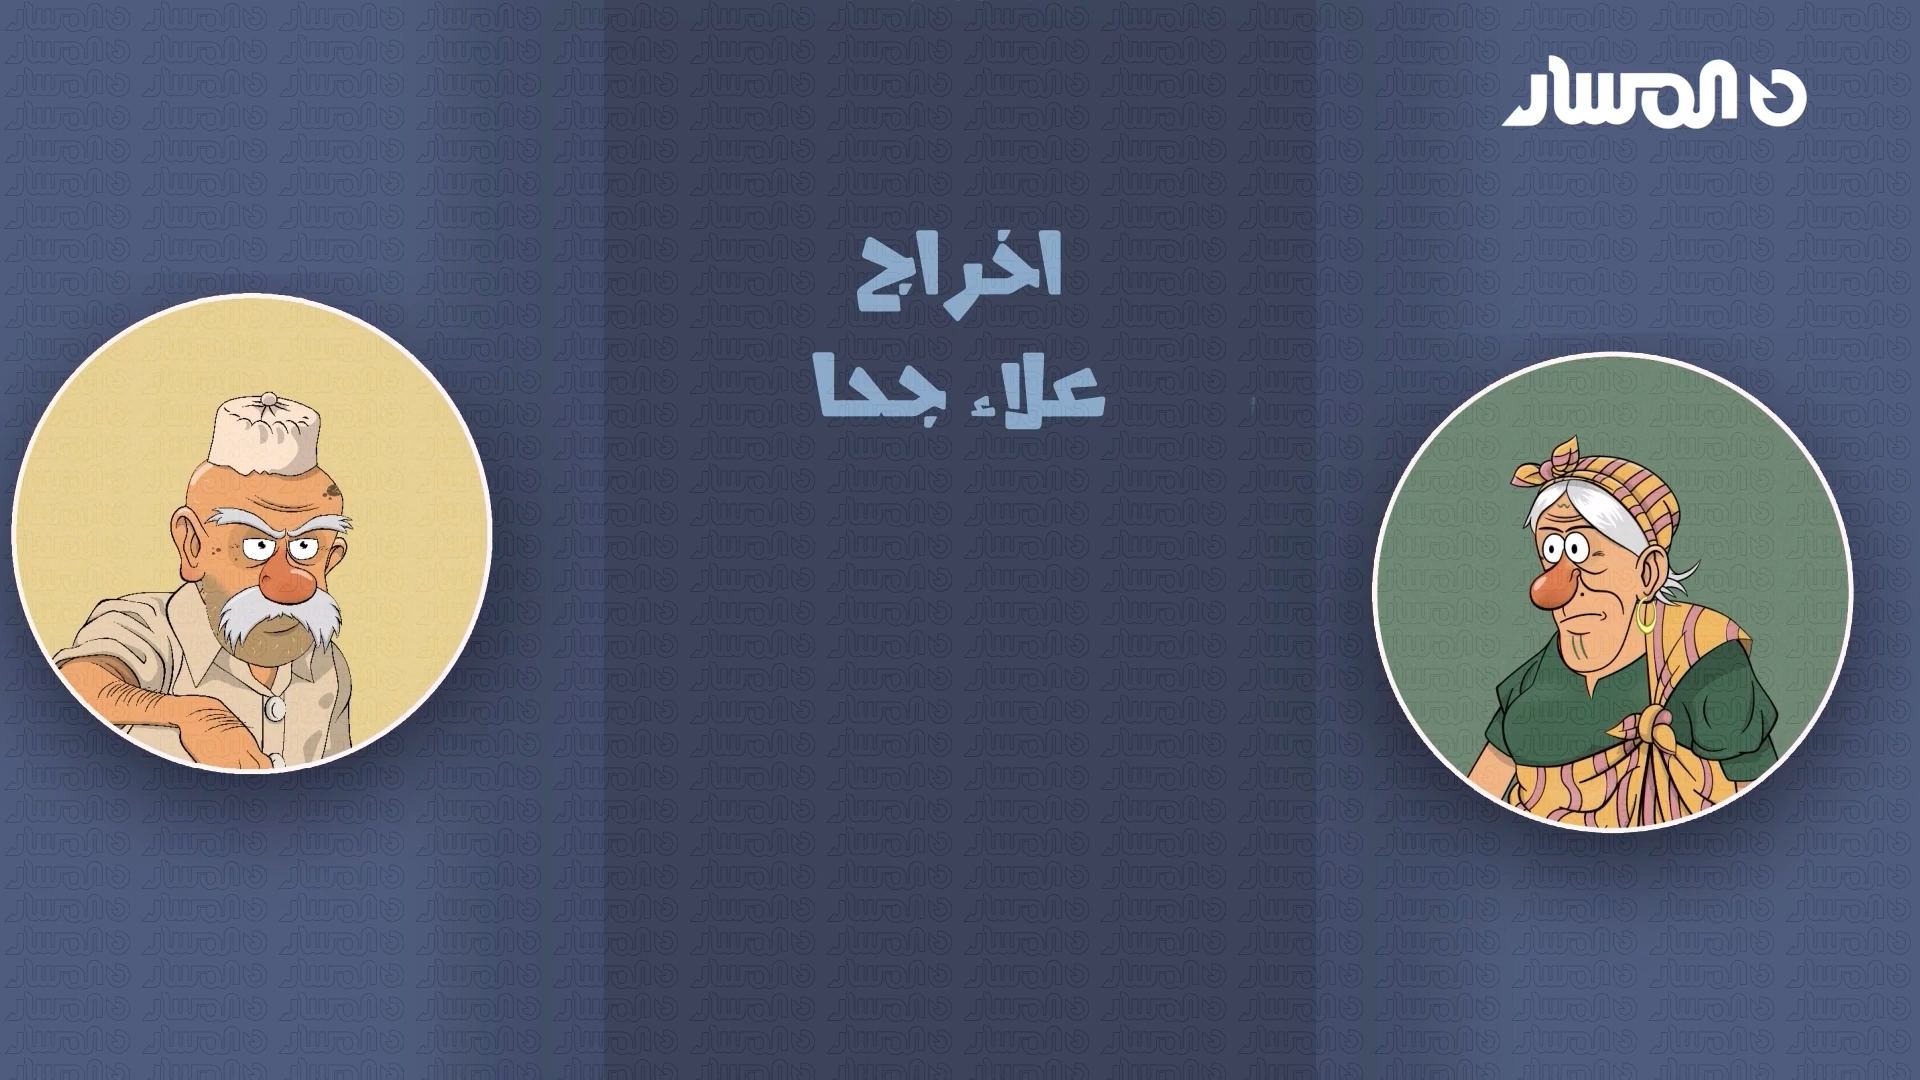 المسار
اخراج
علاء جحا